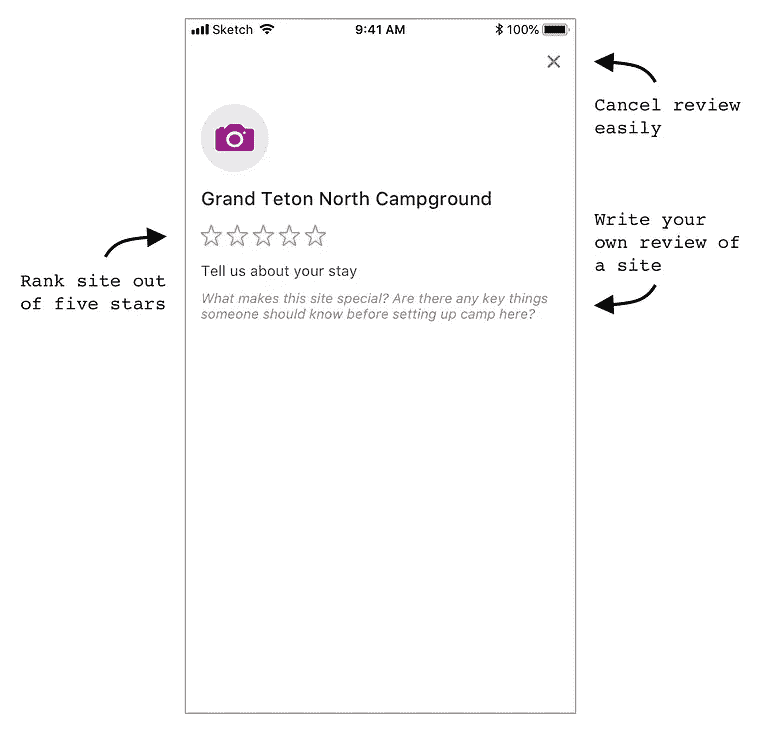 Sketch 9:41 AM 100%
Cancel review
easily
Grand Teton North Campground
Write your
own review of
a site
Rank site out
of five stars
Tell us about your stay
What makes this site special? Are there any key things
someone should know before setting up camp here?